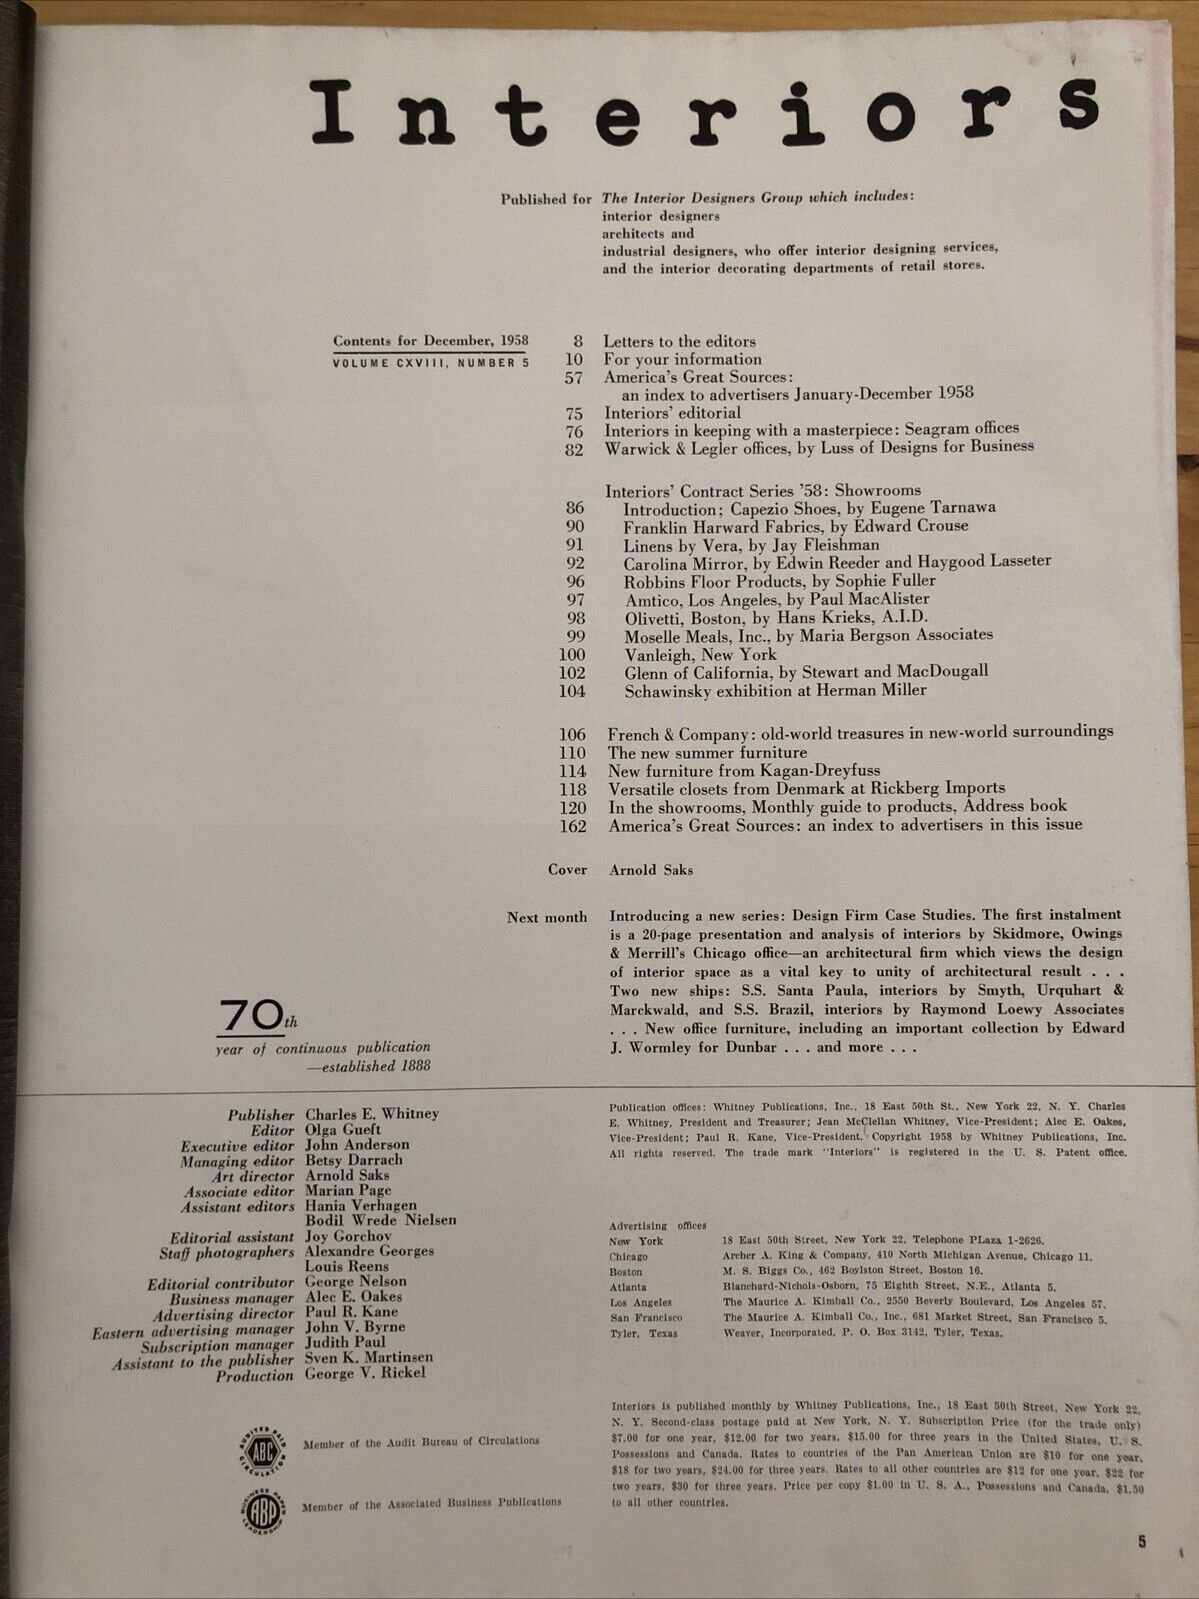 Interiors
Published for The Interior Designers Group which includes:
interior designers
architects and
industrial designers, who offer interior designing services,
and the interior decorating departments of retail stores.
Contents for December, 1958
VOLUME CXVIII, NUMBER 5
8 Letters to the editors
10 For your information
57 America's Great Sources:
an index to advertisers January-December 1958
75 Interiors' editorial
76 Interiors in keeping with a masterpiece: Seagram offices
82 Warwick & Legler offices, by Luss of Designs for Business
Interiors' Contract Series '58: Showrooms
86 Introduction; Capezio Shoes, by Eugene Tarnawa
90 Franklin Harward Fabrics, by Edward Crouse
91 Linens by Vera, by Jay Fleishman
92 Carolina Mirror, by Edwin Reeder and Haygood Lasseter
96 Robbins Floor Products, by Sophie Fuller
97 Amtico, Los Angeles, by Paul MacAlister
98 Olivetti, Boston, by Hans Krieks, A.I.D.
99 Moselle Meals, Inc., by Maria Bergson Associates
100 Vanleigh, New York
102 Glenn of California, by Stewart and MacDougall
104 Schawinsky exhibition at Herman Miller
106 French & Company: old-world treasures in new-world surroundings
110 The new summer furniture
114 New furniture from Kagan-Dreyfuss
118 Versatile closets from Denmark at Rickberg Imports
120 In the showrooms, Monthly guide to products, Address book
162 America's Great Sources: an index to advertisers in this issue
Cover Arnold Saks
Next month Introducing a new series: Design Firm Case Studies. The first instalment
is a 20-page presentation and analysis of interiors by Skidmore, Owings
& Merrill's Chicago office—an architectural firm which views the design
of interior space as a vital key to unity of architectural result . . .
Two new ships: S.S. Santa Paula, interiors by Smyth, Urquhart &
Marckwald, and S.S. Brazil, interiors by Raymond Loewy Associates
. . . New office furniture, including an important collection by Edward
J. Wormley for Dunbar . . . and more . . .
70th
year of continuous publication
—established 1888
Publisher Charles E. Whitney
Editor Olga Gueft
Executive editor John Anderson
Managing editor Betsy Darrach
Art director Arnold Saks
Associate editor Marian Page
Assistant editors Hania Verhagen
Bodil Wrede Nielsen
Editorial assistant Joy Gorchov
Staff photographers Alexandre Georges
Louis Reens
Editorial contributor George Nelson
Business manager Alec E. Oakes
Advertising director Paul R. Kane
Eastern advertising manager John V. Byrne
Subscription manager Judith Paul
Assistant to the publisher Sven K. Martinsen
Production George V. Rickel
AUDITED PAID CIRCULATION ABC
Member of the Audit Bureau of Circulations
BUSINESS PAPER LEADERSHIP ABP
Member of the Associated Business Publications
Publication offices: Whitney Publications, Inc., 18 East 50th St., New York 22, N. Y. Charles
E. Whitney, President and Treasurer; Jean McClellan Whitney, Vice-President; Alec E. Oakes,
Vice-President; Paul R. Kane, Vice-President. Copyright 1958 by Whitney Publications, Inc.
All rights reserved. The trade mark "Interiors" is registered in the U. S. Patent office.
Advertising offices
New York 18 East 50th Street, New York 22, Telephone PLaza 1-2626.
Chicago Archer A. King & Company, 410 North Michigan Avenue, Chicago 11.
Boston M. S. Biggs Co., 462 Boylston Street, Boston 16.
Atlanta Blanchard-Nichols-Osborn, 75 Eighth Street, N.E., Atlanta 5.
Los Angeles The Maurice A. Kimball Co., 2550 Beverly Boulevard, Los Angeles 57.
San Francisco The Maurice A. Kimball Co., Inc., 681 Market Street, San Francisco 5.
Tyler, Texas Weaver, Incorporated, P. O. Box 3142, Tyler, Texas.
Interiors is published monthly by Whitney Publications, Inc., 18 East 50th Street, New York 22,
N. Y. Second-class postage paid at New York, N. Y. Subscription Price (for the trade only)
$7.00 for one year, $12.00 for two years, $15.00 for three years in the United States, U. S.
Possessions and Canada. Rates to countries of the Pan American Union are $10 for one year,
$18 for two years, $24.00 for three years. Rates to all other countries are $12 for one year, $22 for
two years, $30 for three years. Price per copy $1.00 in U. S. A., Possessions and Canada. $1.50
to all other countries.
5